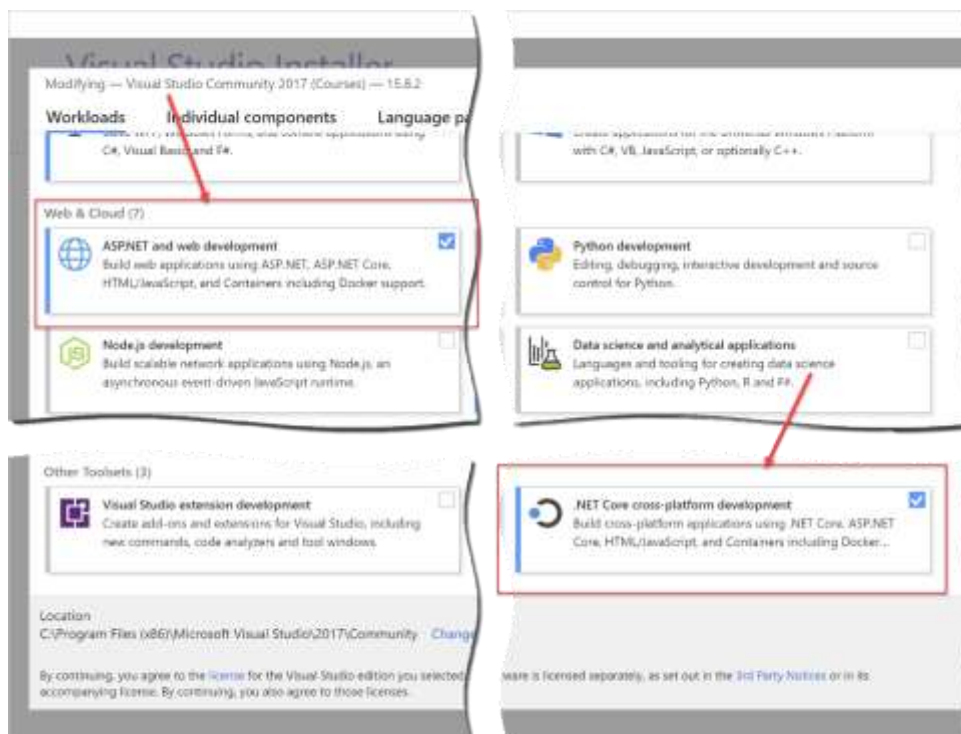 Visual Studio Installer
Modifying — Visual Studio Community 2017 (Courses) — 15.8.2
Workloads Individual components Language pa
C#, Visual Basic and F#.
with C#, VB, JavaScript, or optionally C++.
Web & Cloud (7)
ASP.NET and web development
Build web applications using ASP.NET, ASP.NET Core,
HTML/JavaScript, and Containers including Docker support.
Python development
Editing, debugging, interactive development and source
control for Python.
Node.js development
Build scalable network applications using Node.js, an
asynchronous event-driven JavaScript runtime.
Data science and analytical applications
Languages and tooling for creating data science
applications, including Python, R and F#.
Other Toolsets (3)
Visual Studio extension development
Create add-ons and extensions for Visual Studio, including
new commands, code analyzers and tool windows.
.NET Core cross-platform development
Build cross-platform applications using .NET Core, ASP.NET
Core, HTML/JavaScript, and Containers including Docker...
Location
C:\Program Files (x86)\Microsoft Visual Studio\2017\Community Change
By continuing, you agree to the license for the Visual Studio edition you selected. ware is licensed separately, as set out in the 3rd Party Notices or in its
accompanying license. By continuing, you also agree to those licenses.